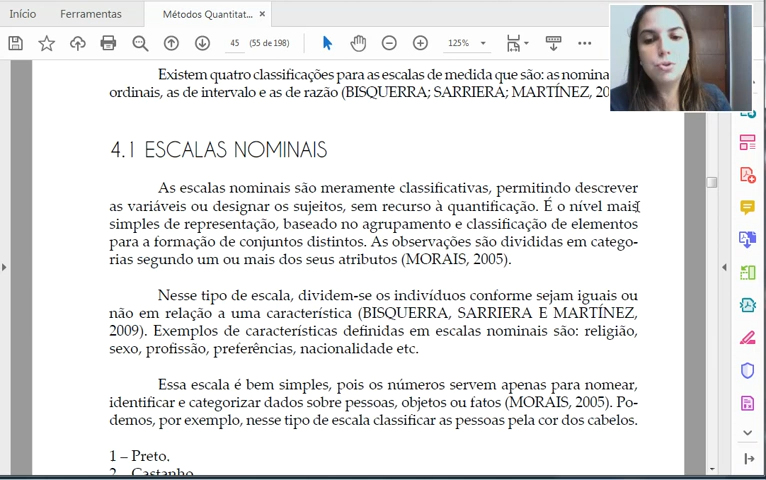 Início
Ferramentas
Métodos Quantitat...
×
45
(55 de 198)
125%
Existem quatro classificações para as escalas de medida que são: as nomina
ordinais, as de intervalo e as de razão (BISQUERRA; SARRIERA; MARTÍNEZ, 20
4.1 ESCALAS NOMINAIS
As escalas nominais são meramente classificativas, permitindo descrever
as variáveis ou designar os sujeitos, sem recurso à quantificação. É o nível mais
simples de representação, baseado no agrupamento e classificação de elementos
para a formação de conjuntos distintos. As observações são divididas em catego-
rias segundo um ou mais dos seus atributos (MORAIS, 2005).
Nesse tipo de escala, dividem-se os indivíduos conforme sejam iguais ou
não em relação a uma característica (BISQUERRA, SARRIERA E MARTÍNEZ,
2009). Exemplos de características definidas em escalas nominais são: religião,
sexo, profissão, preferências, nacionalidade etc.
Essa escala é bem simples, pois os números servem apenas para nomear,
identificar e categorizar dados sobre pessoas, objetos ou fatos (MORAIS, 2005). Po-
demos, por exemplo, nesse tipo de escala classificar as pessoas pela cor dos cabelos.
1 – Preto.
2 – Castanho